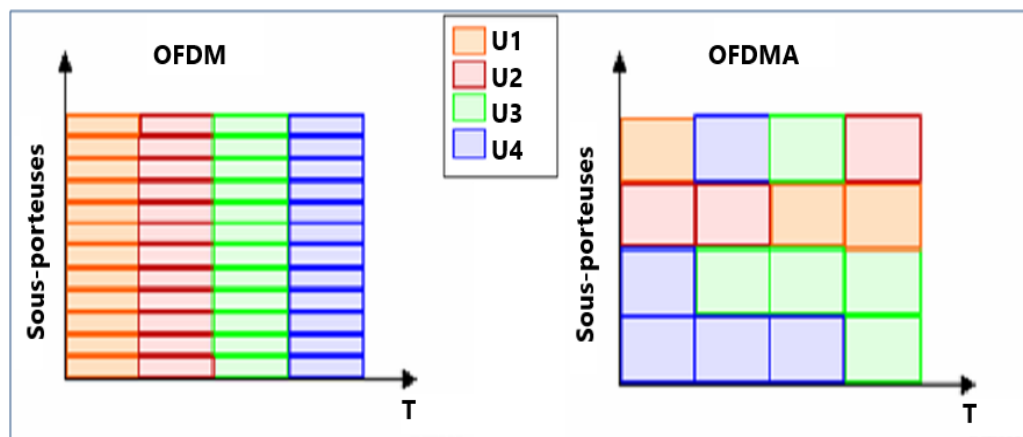 OFDM
Sous-porteuses
T
U1
U2
U3
U4
OFDMA
Sous-porteuses
T